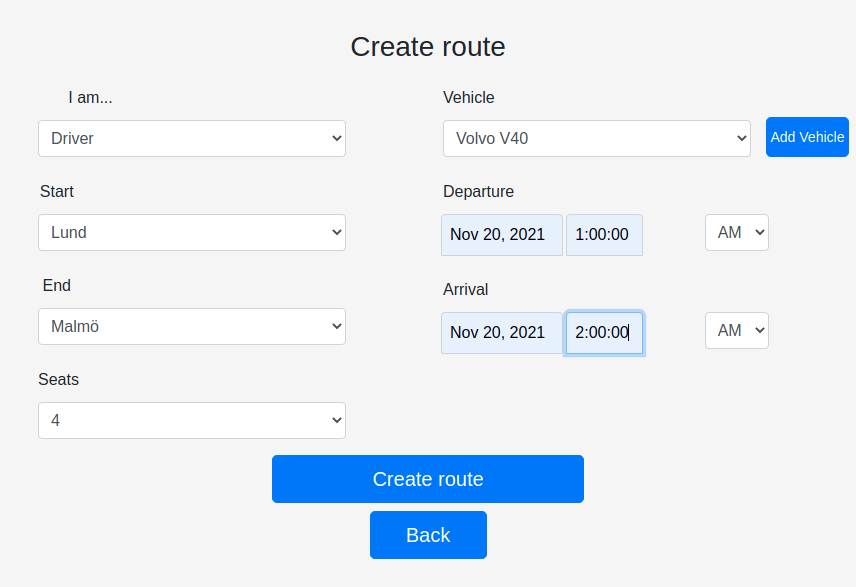 Create route
I am...
Driver
Vehicle
Volvo V40
Add Vehicle
Start
Lund
Departure
Nov 20, 2021 1:00:00 AM
End
Malmö
Arrival
Nov 20, 2021 2:00:00 AM
Seats
4
Create route
Back